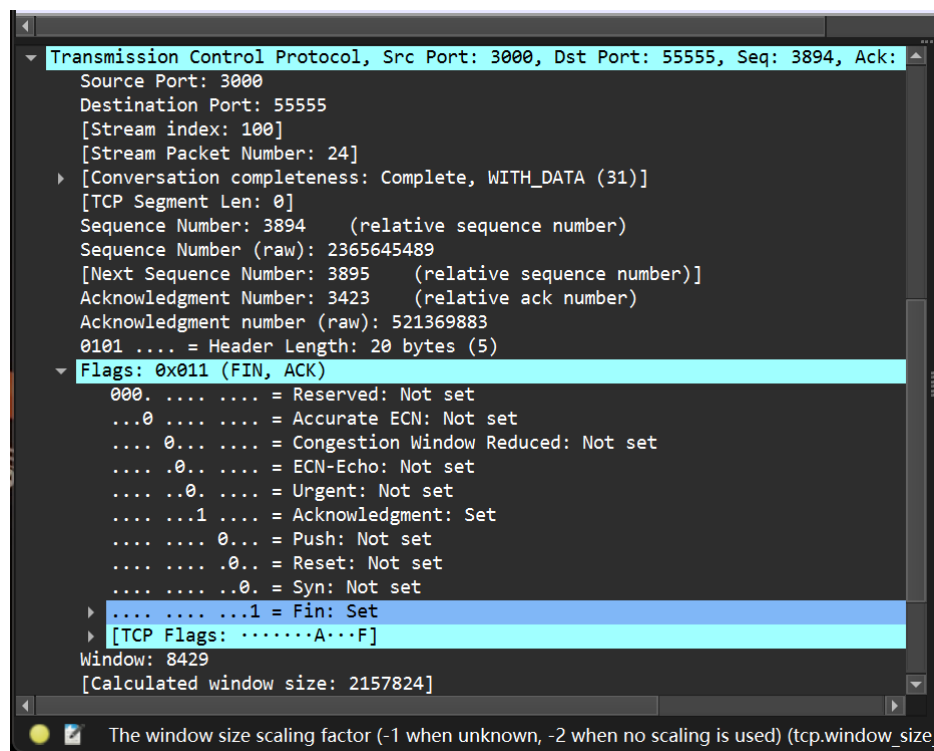 Transmission Control Protocol, Src Port: 3000, Dst Port: 55555, Seq: 3894, Ack:
Source Port: 3000
Destination Port: 55555
[Stream index: 100]
[Stream Packet Number: 24]
[Conversation completeness: Complete, WITH_DATA (31)]
[TCP Segment Len: 0]
Sequence Number: 3894    (relative sequence number)
Sequence Number (raw): 2365645489
[Next Sequence Number: 3895    (relative sequence number)]
Acknowledgment Number: 3423    (relative ack number)
Acknowledgment number (raw): 521369883
0101 .... = Header Length: 20 bytes (5)
Flags: 0x011 (FIN, ACK)
000. .... .... = Reserved: Not set
...0 .... .... = Accurate ECN: Not set
.... 0... .... = Congestion Window Reduced: Not set
.... .0.. .... = ECN-Echo: Not set
.... ..0. .... = Urgent: Not set
.... ...1 .... = Acknowledgment: Set
.... .... 0... = Push: Not set
.... .... .0.. = Reset: Not set
.... .... ..0. = Syn: Not set
.... .... ...1 = Fin: Set
[TCP Flags: ·······A···F]
Window: 8429
[Calculated window size: 2157824]
The window size scaling factor (-1 when unknown, -2 when no scaling is used) (tcp.window_size